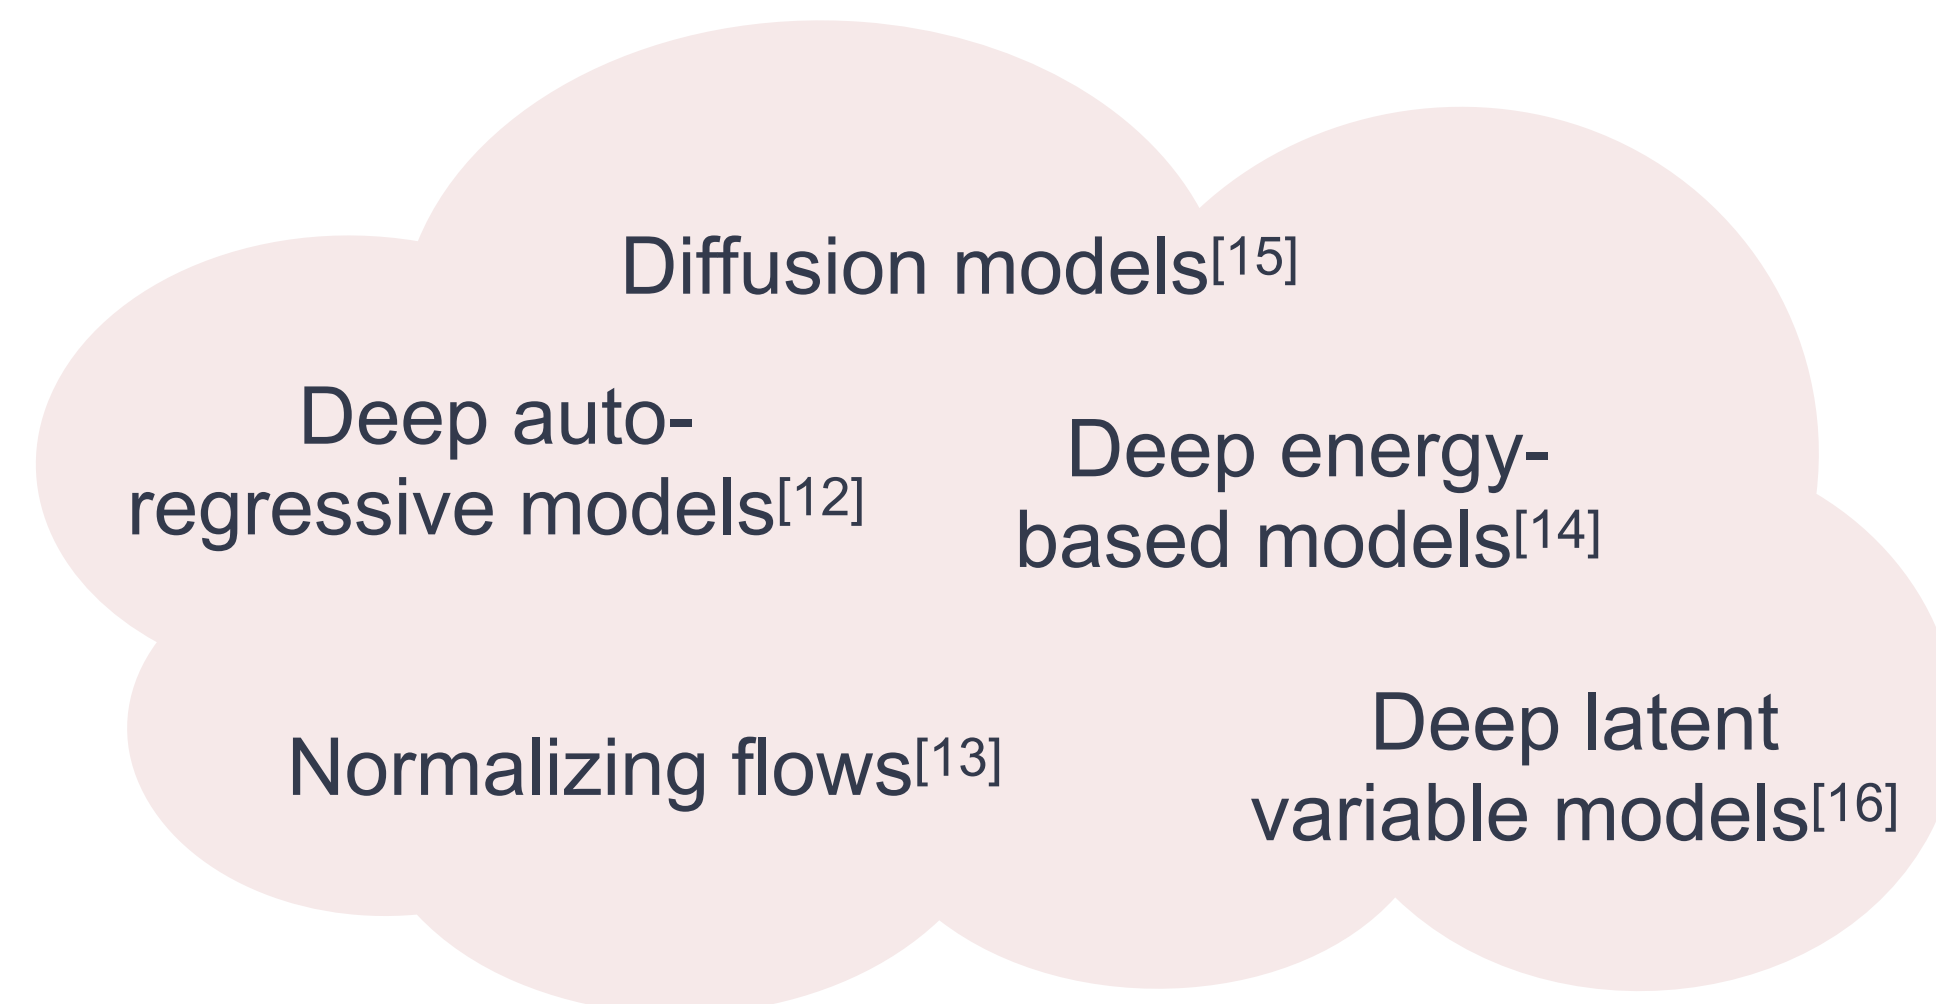 Diffusion models[15]
Deep auto-
regressive models[12]
Deep energy-
based models[14]
Normalizing flows[13]
Deep latent
variable models[16]